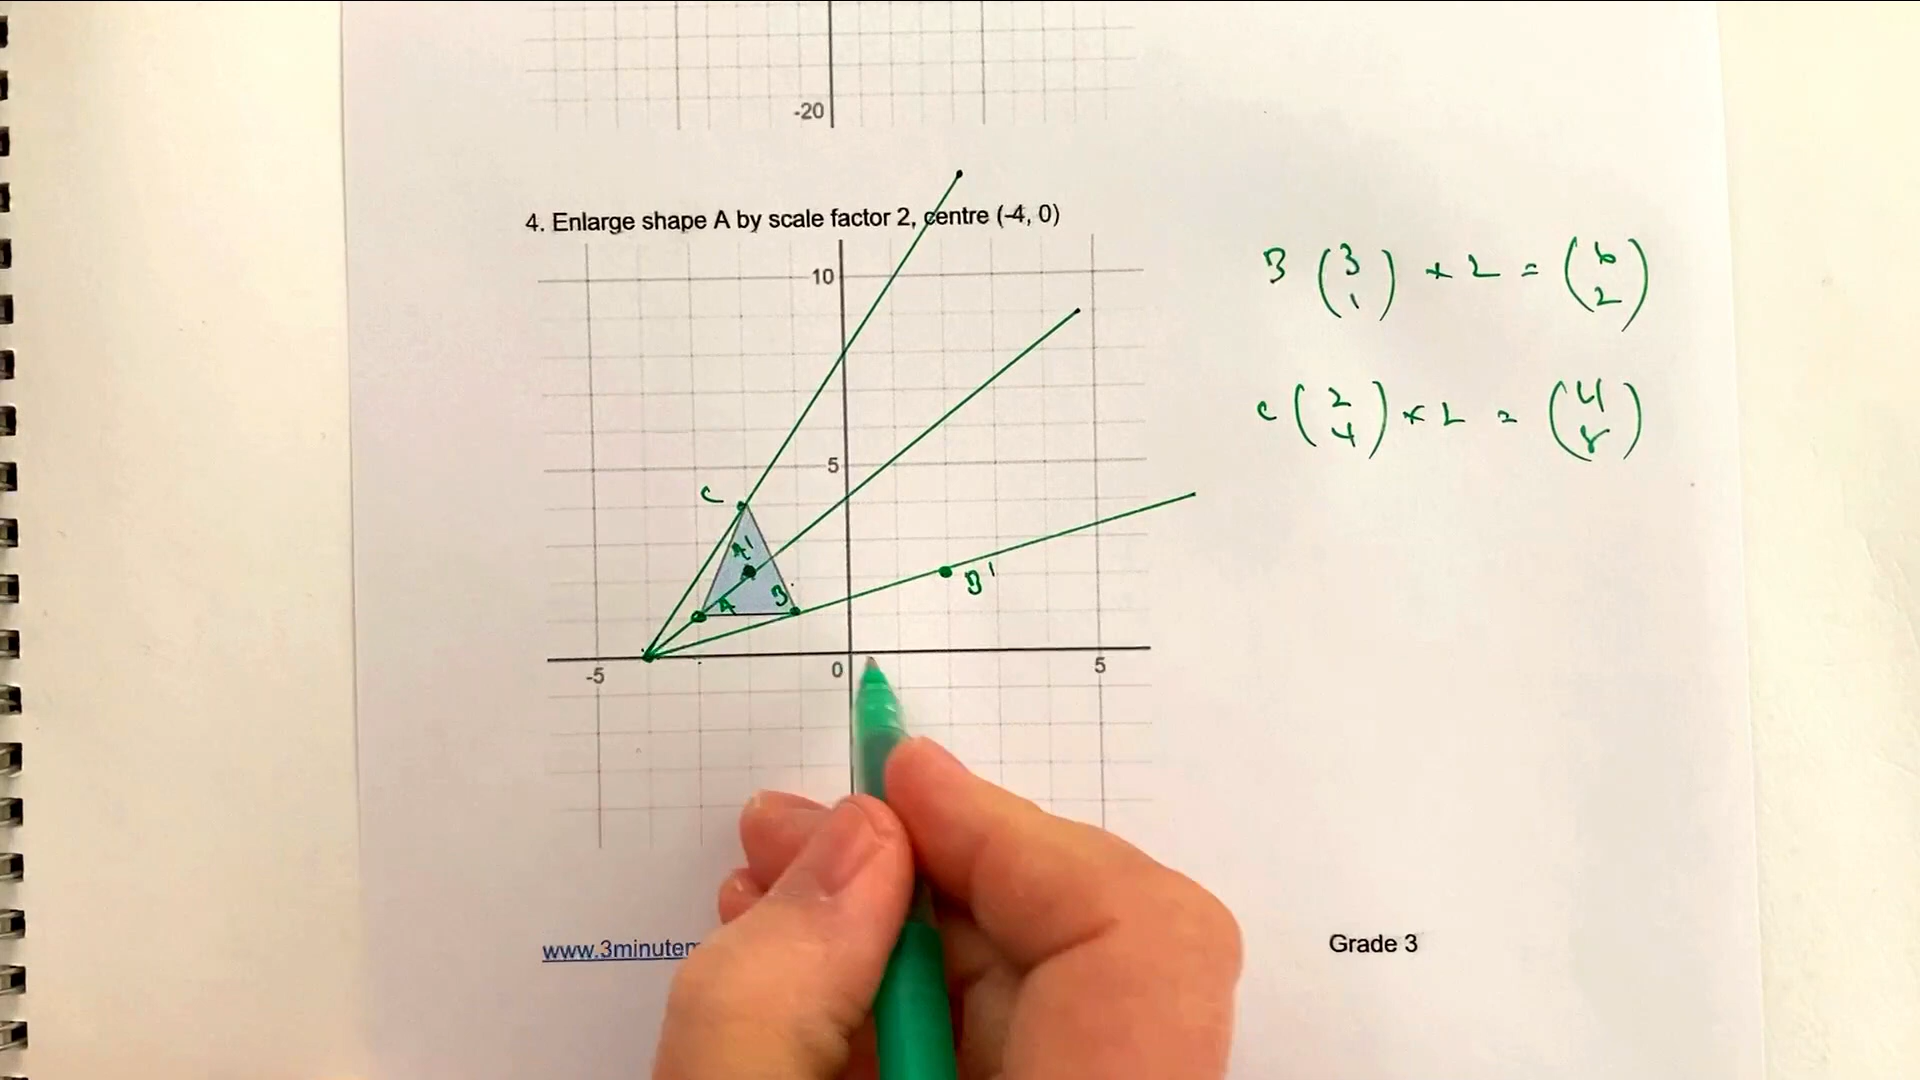 -20
4. Enlarge shape A by scale factor 2, centre (-4, 0)
10
B (3 1) × 2 = (6 2)
C (2 4) × 2 = (4 8)
5
C
A'
A B
B'
-5 0 5
www.3minutem
Grade 3